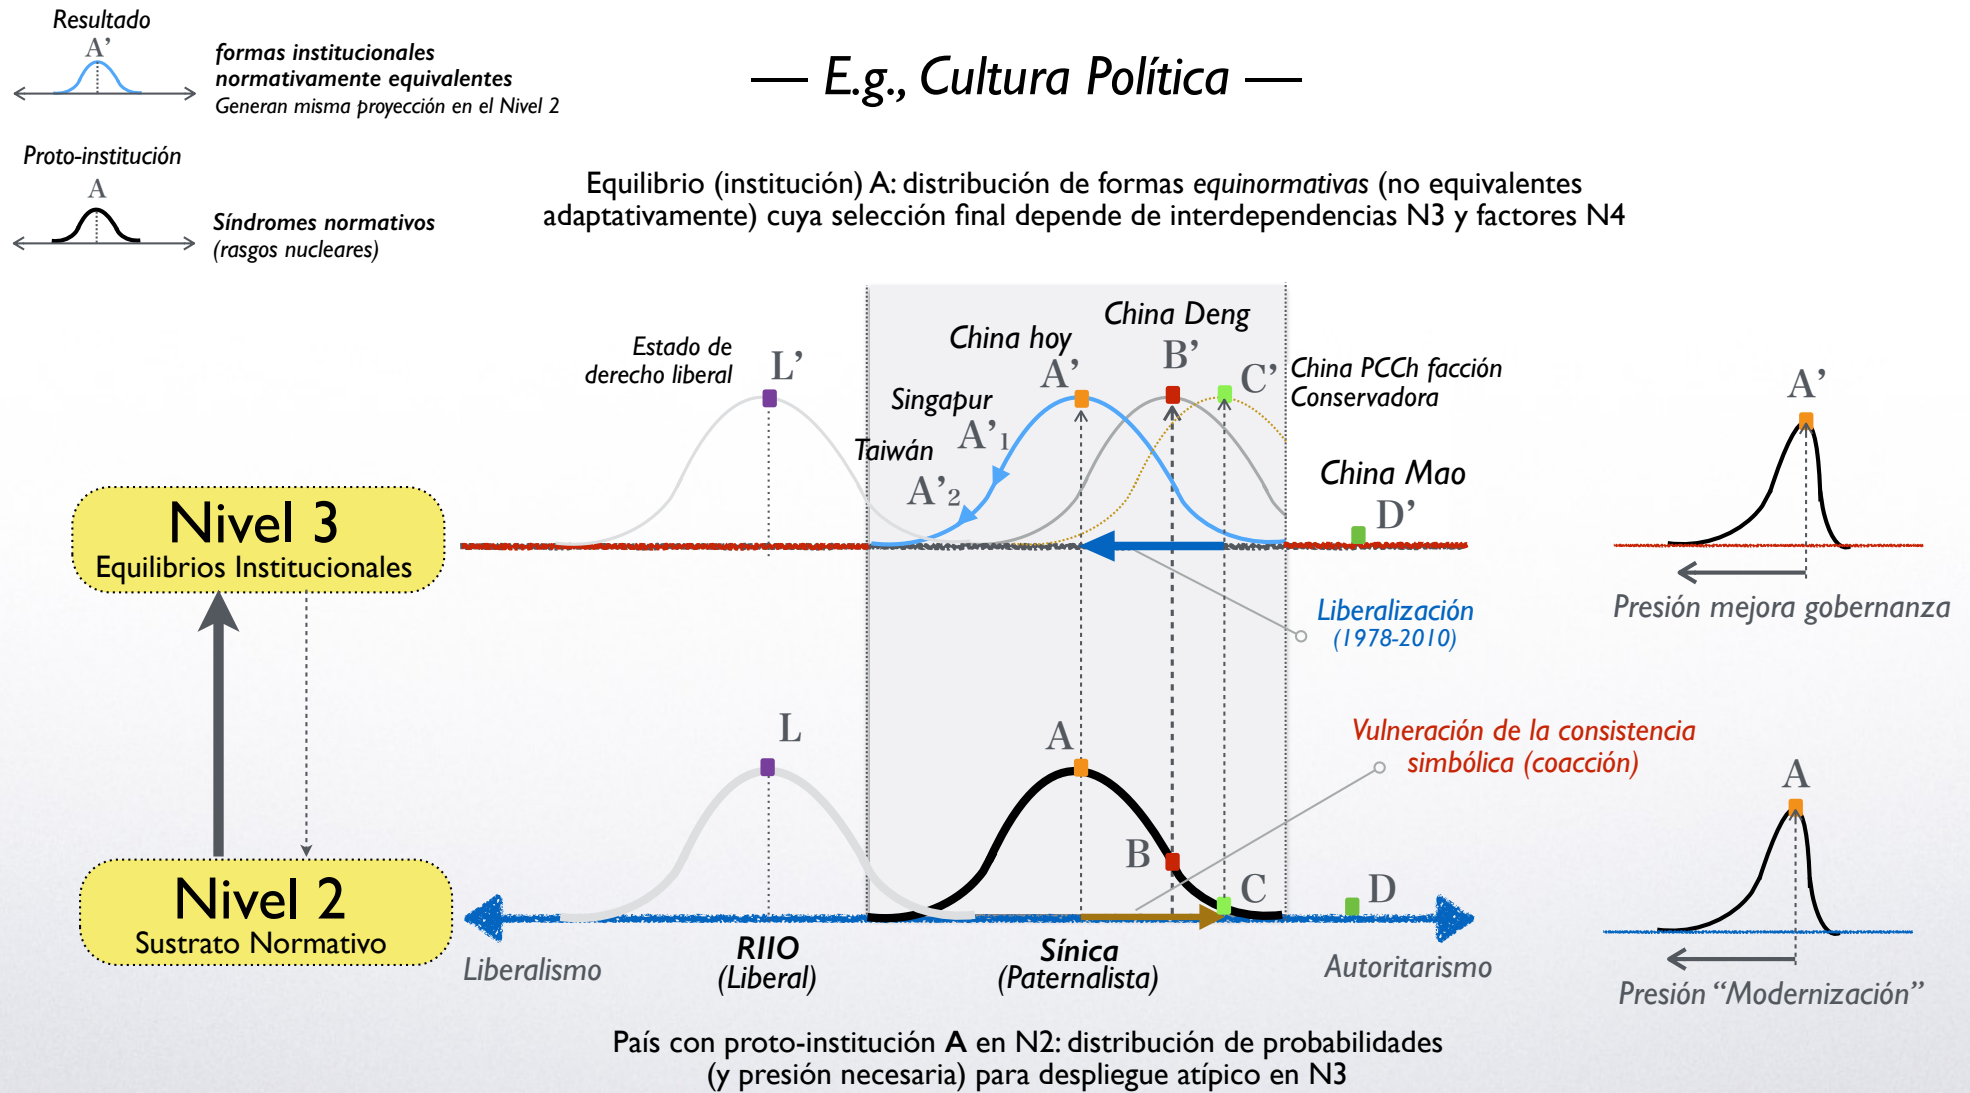 Resultado
A’
formas institucionales
normativamente equivalentes
Generan misma proyección en el Nivel 2
Proto-institución
A
Síndromes normativos
(rasgos nucleares)
— E.g., Cultura Política —
Equilibrio (institución) A: distribución de formas equinormativas (no equivalentes
adaptativamente) cuya selección final depende de interdependencias N3 y factores N4
Estado de
derecho liberal
L’
China hoy
A’
China Deng
B’
C’
China PCCh facción
Conservadora
Singapur
A’1
Taiwán
A’2
China Mao
D’
A’
Presión mejora gobernanza
Nivel 3
Equilibrios Institucionales
Liberalización
(1978-2010)
Vulneración de la consistencia
simbólica (coacción)
L
A
B
C
D
A
Presión “Modernización”
Nivel 2
Sustrato Normativo
Liberalismo
RIIO
(Liberal)
Sínica
(Paternalista)
Autoritarismo
País con proto-institución A en N2: distribución de probabilidades
(y presión necesaria) para despliegue atípico en N3